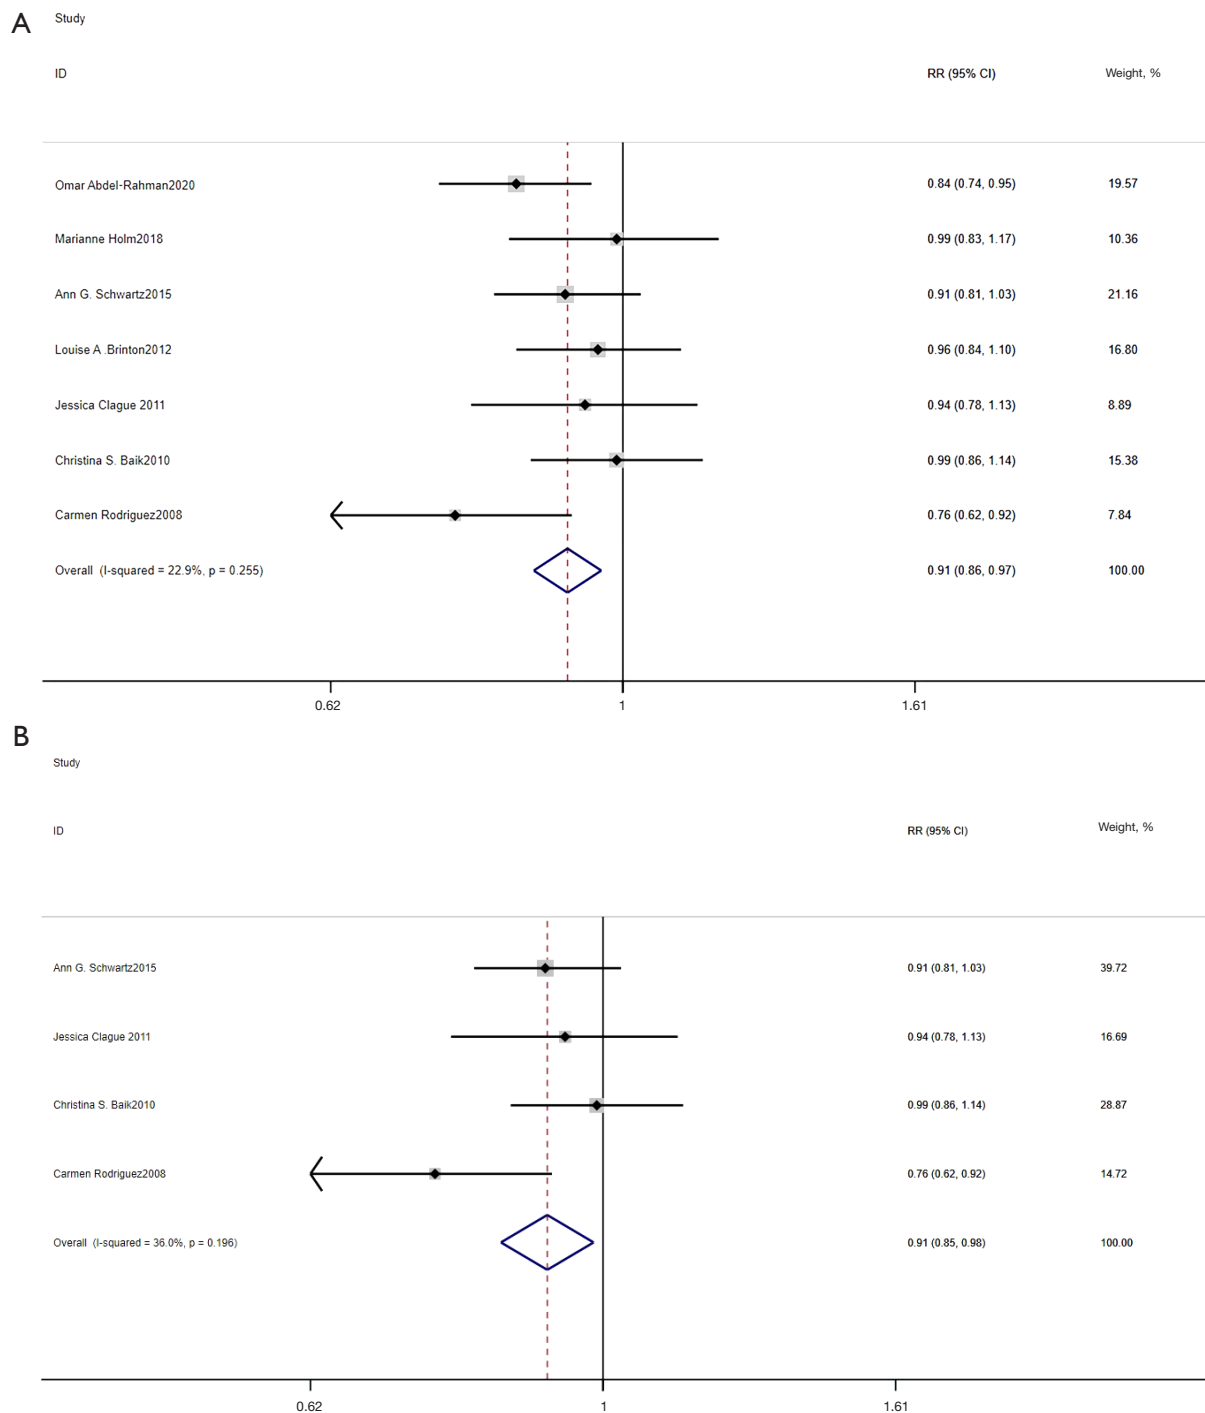 A
Study
ID RR (95% CI) Weight, %
Omar Abdel-Rahman2020 0.84 (0.74, 0.95) 19.57
Marianne Holm2018 0.99 (0.83, 1.17) 10.36
Ann G. Schwartz2015 0.91 (0.81, 1.03) 21.16
Louise A .Brinton2012 0.96 (0.84, 1.10) 16.80
Jessica Clague 2011 0.94 (0.78, 1.13) 8.89
Christina S. Baik2010 0.99 (0.86, 1.14) 15.38
Carmen Rodriguez2008 0.76 (0.62, 0.92) 7.84
Overall (I-squared = 22.9%, p = 0.255) 0.91 (0.86, 0.97) 100.00
0.62 1 1.61
B
Study
ID RR (95% CI) Weight, %
Ann G. Schwartz2015 0.91 (0.81, 1.03) 39.72
Jessica Clague 2011 0.94 (0.78, 1.13) 16.69
Christina S. Baik2010 0.99 (0.86, 1.14) 28.87
Carmen Rodriguez2008 0.76 (0.62, 0.92) 14.72
Overall (I-squared = 36.0%, p = 0.196) 0.91 (0.85, 0.98) 100.00
0.62 1 1.61